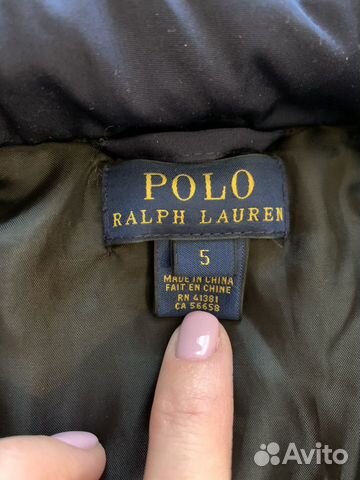 POLO
RALPH LAUREN
5
MADE IN CHINA
FAIT EN CHINE
RN 41381
CA 56658
Avito